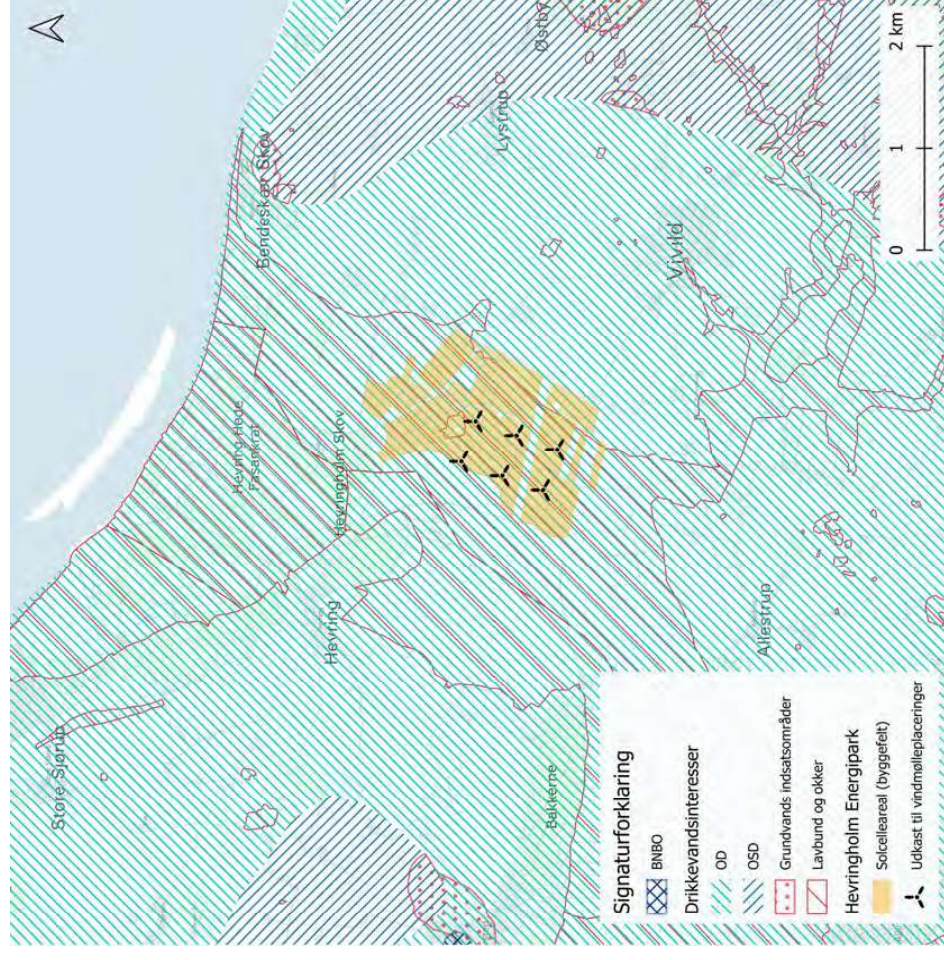 Store Sjørup
Hevring
Hevring Hede
Fasankrat
Hevringholm Skov
Bendeskær Skov
Lystrup
Østby
Vivild
Allestrup
Bakkerne
Signaturforklaring
BNBO
Drikkevandsinteresser
OD
OSD
Grundvands indsatsområder
Lavbund og okker
Hevringholm Energipark
Solcelleareal (byggefelt)
Udkast til vindmølleplaceringer
0 1 2 km